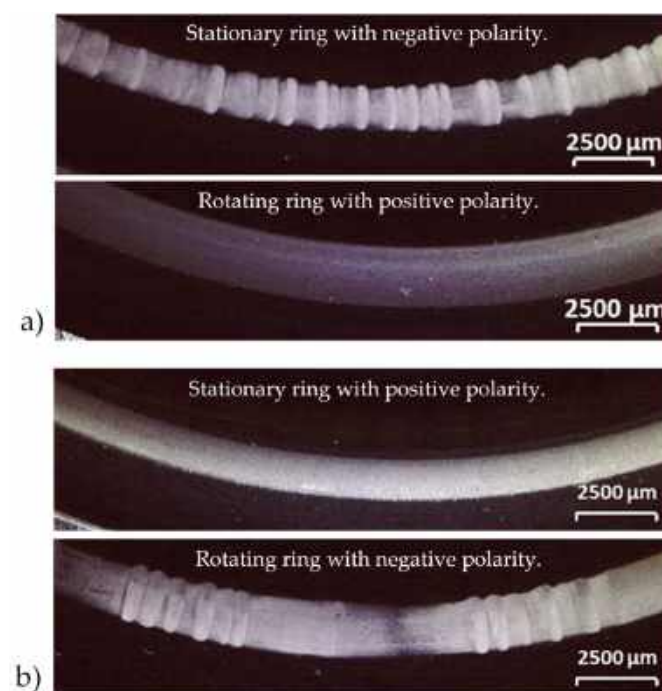 Stationary ring with negative polarity.
2500 µm
Rotating ring with positive polarity.
2500 µm
a)
Stationary ring with positive polarity.
2500 µm
Rotating ring with negative polarity.
2500 µm
b)